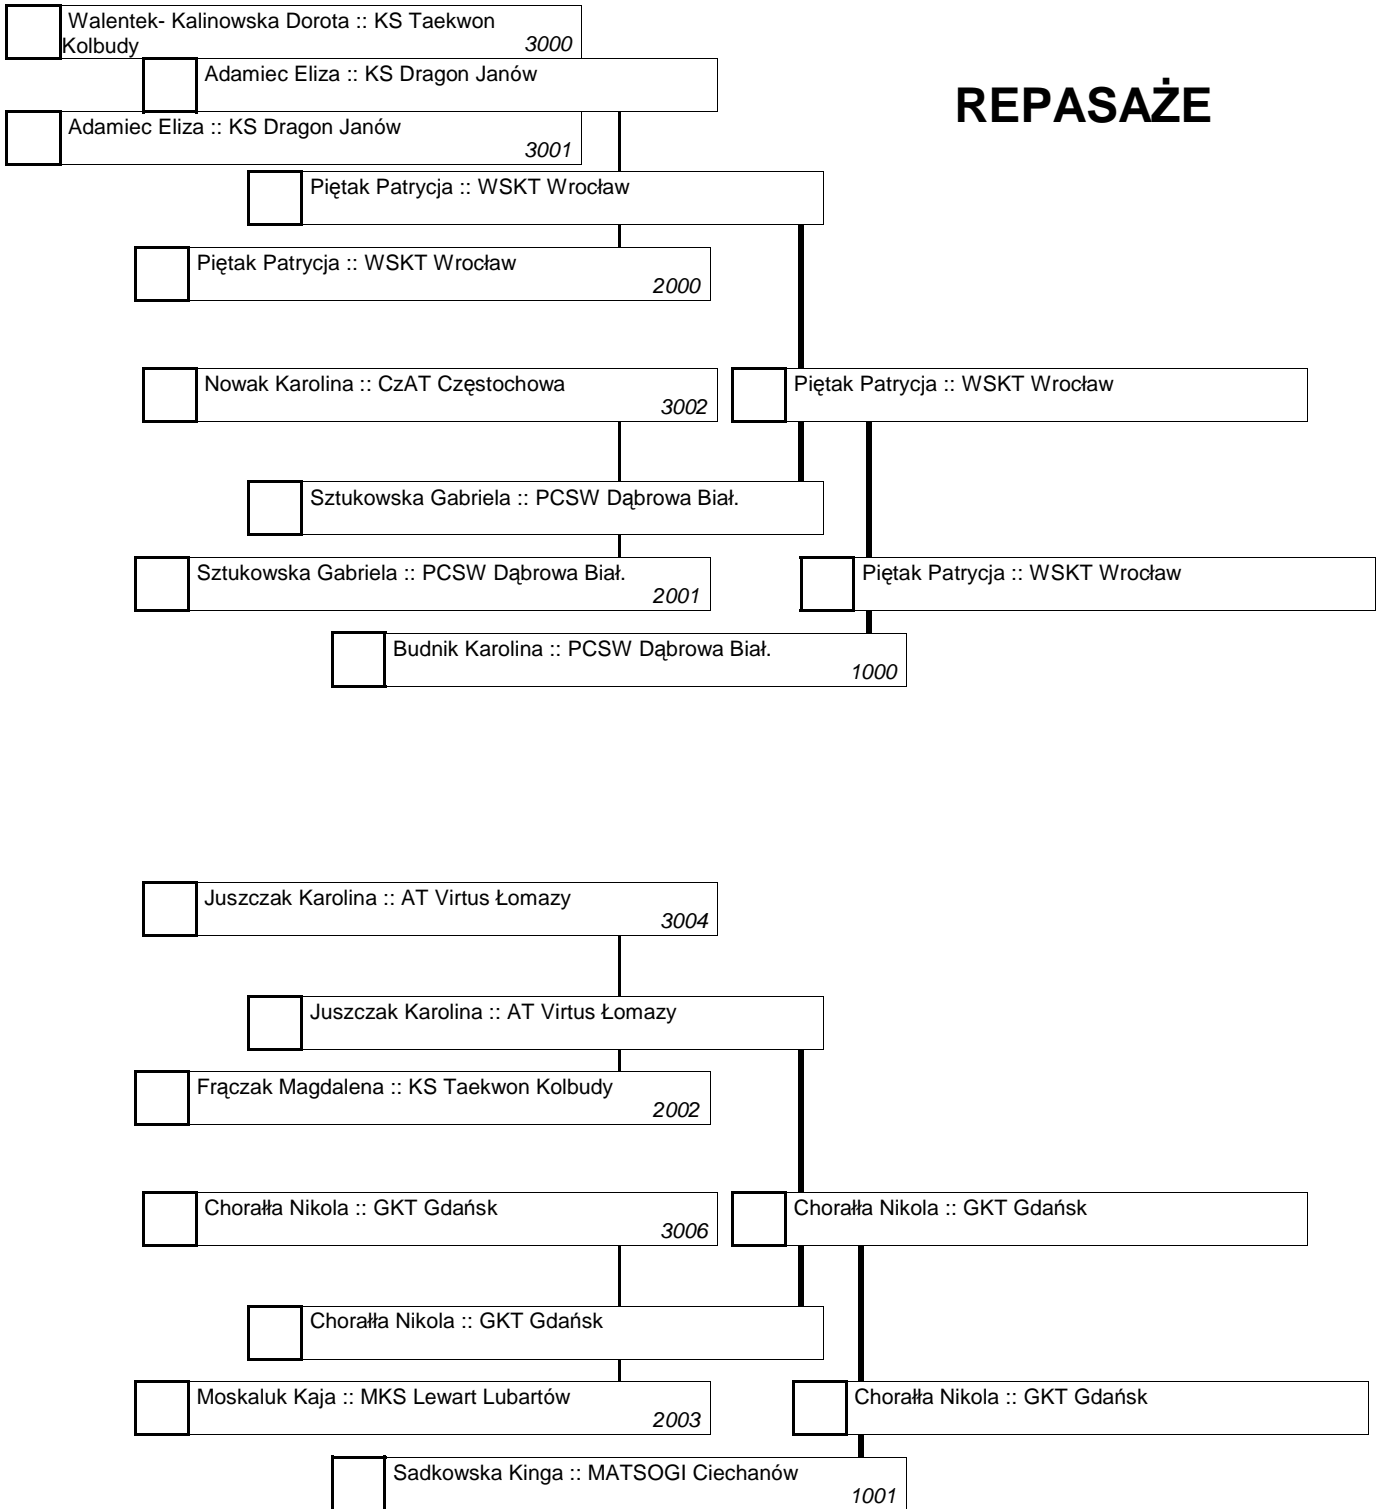 Walentek- Kalinowska Dorota :: KS Taekwon
Kolbudy
3000
Adamiec Eliza :: KS Dragon Janów
REPASAŻE
Adamiec Eliza :: KS Dragon Janów
3001
Piętak Patrycja :: WSKT Wrocław
Piętak Patrycja :: WSKT Wrocław
2000
Nowak Karolina :: CzAT Częstochowa
3002
Piętak Patrycja :: WSKT Wrocław
Sztukowska Gabriela :: PCSW Dąbrowa Biał.
Sztukowska Gabriela :: PCSW Dąbrowa Biał.
2001
Piętak Patrycja :: WSKT Wrocław
Budnik Karolina :: PCSW Dąbrowa Biał.
1000
Juszczak Karolina :: AT Virtus Łomazy
3004
Juszczak Karolina :: AT Virtus Łomazy
Frączak Magdalena :: KS Taekwon Kolbudy
2002
Chorałła Nikola :: GKT Gdańsk
3006
Chorałła Nikola :: GKT Gdańsk
Chorałła Nikola :: GKT Gdańsk
Moskaluk Kaja :: MKS Lewart Lubartów
2003
Chorałła Nikola :: GKT Gdańsk
Sadkowska Kinga :: MATSOGI Ciechanów
1001